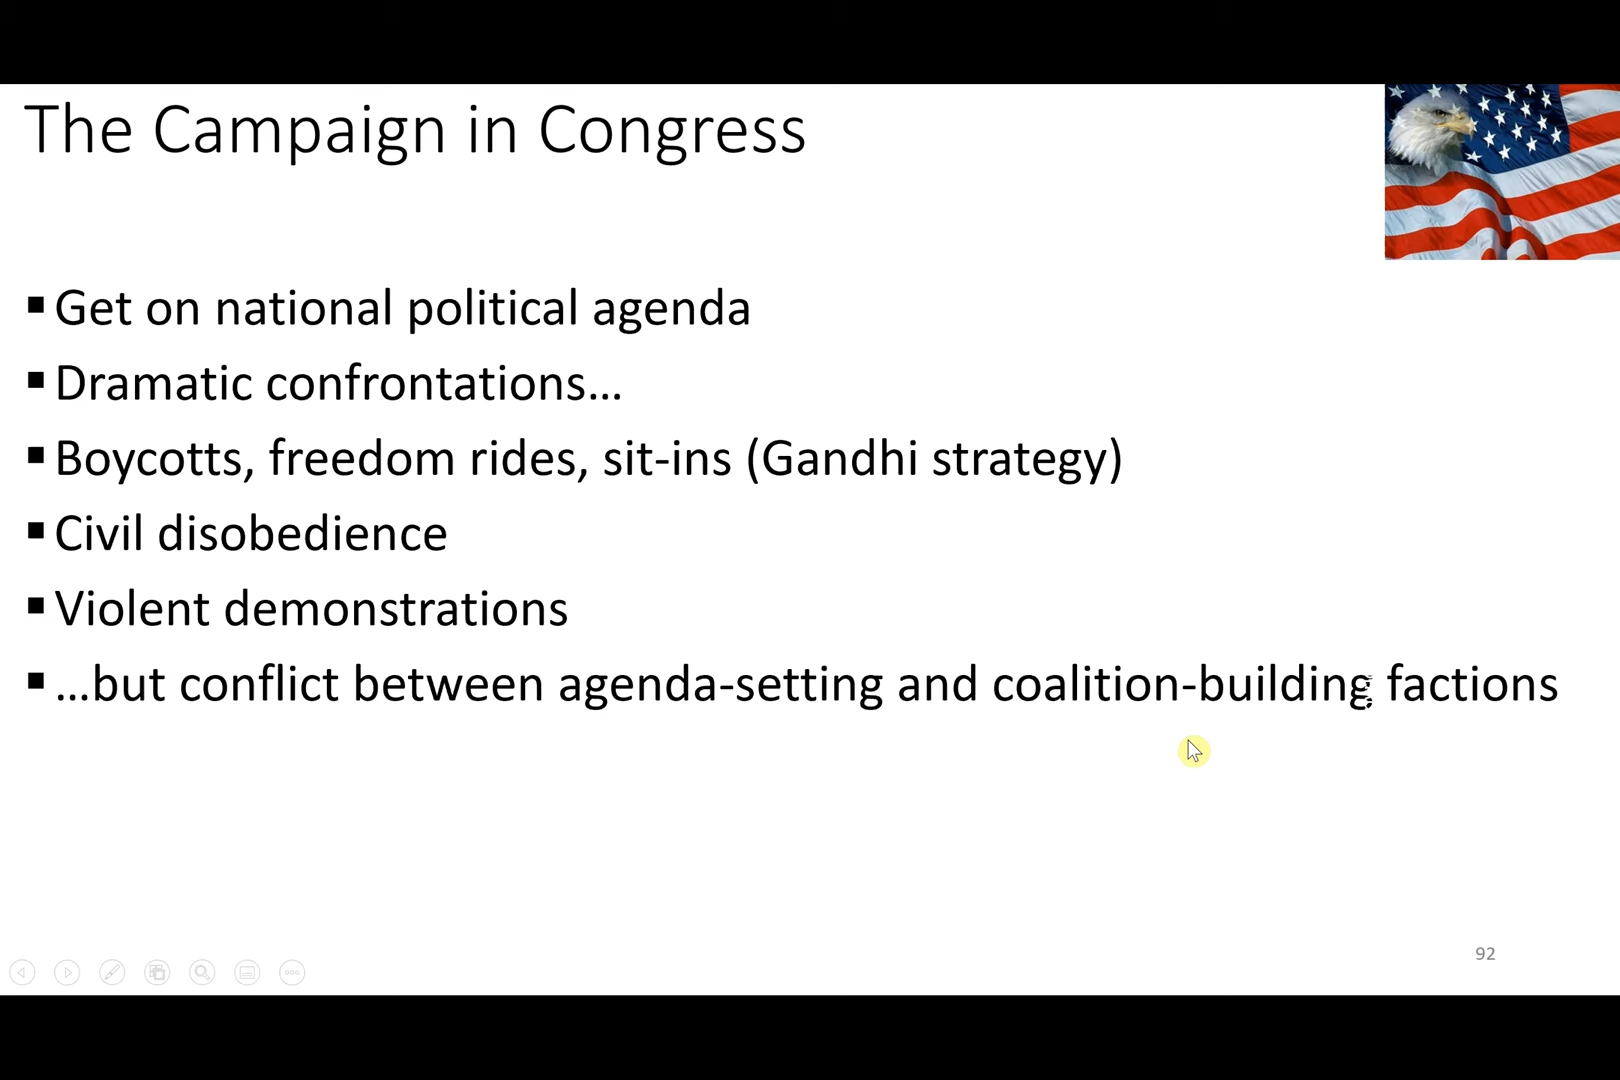 The Campaign in Congress
▪Get on national political agenda
▪Dramatic confrontations…
▪Boycotts, freedom rides, sit-ins (Gandhi strategy)
▪Civil disobedience
▪Violent demonstrations
▪…but conflict between agenda-setting and coalition-building factions
92